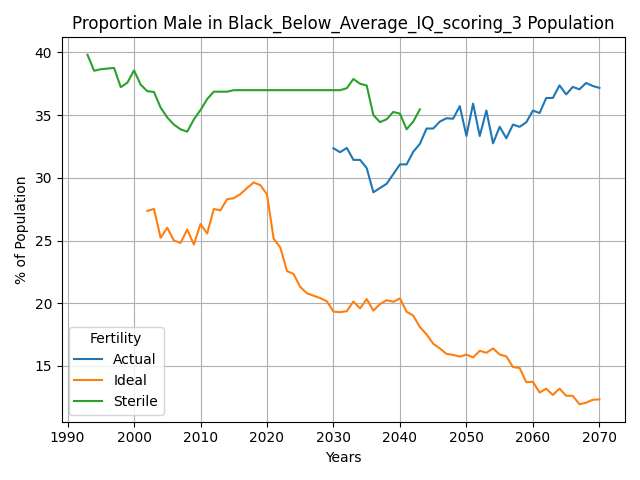 Proportion Male in Black_Below_Average_IQ_scoring_3 Population
% of Population
40
35
30
25
20
15
Fertility
Actual
Ideal
Sterile
1990 2000 2010 2020 2030 2040 2050 2060 2070
Years